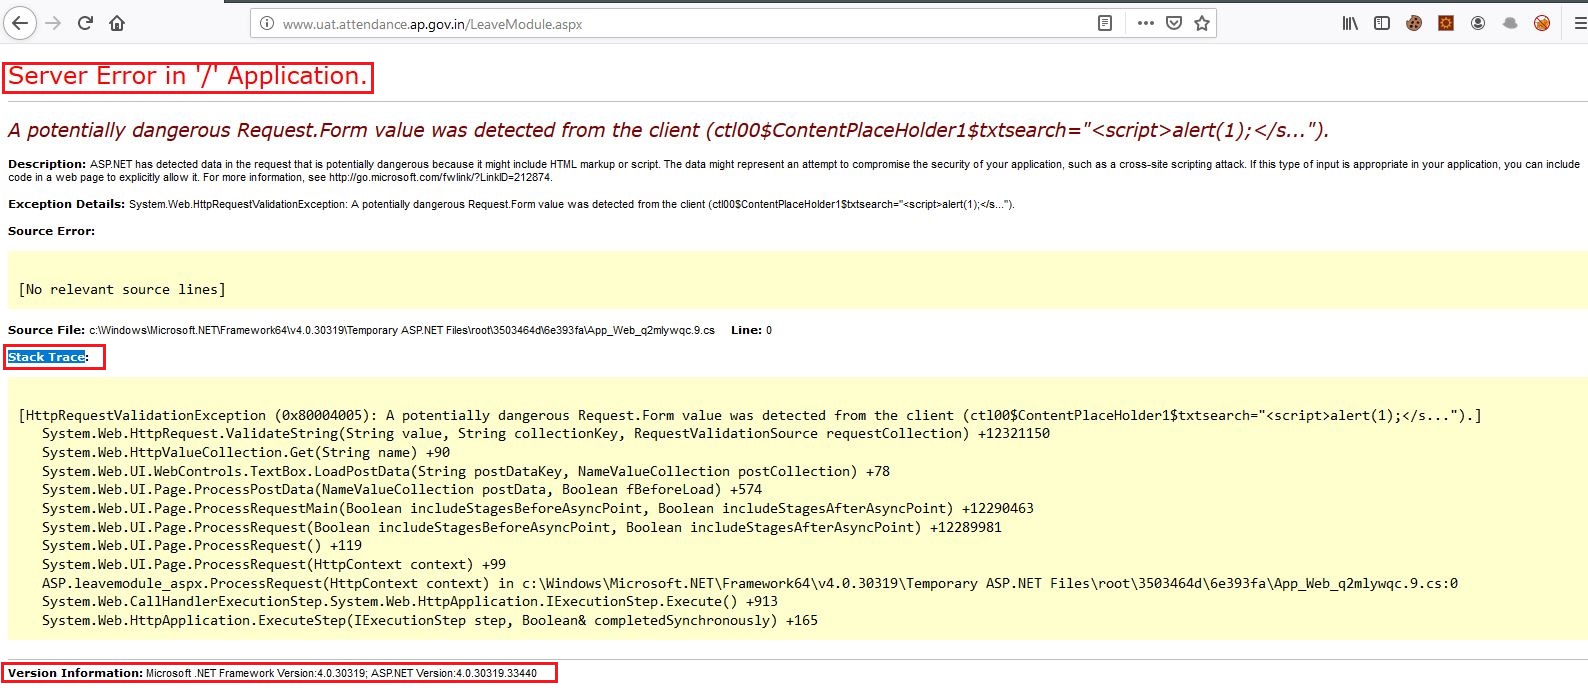 www.uat.attendance.ap.gov.in/LeaveModule.aspx
Server Error in '/' Application.
A potentially dangerous Request.Form value was detected from the client (ctl00$ContentPlaceHolder1$txtsearch="<script>alert(1);</s...").
Description: ASP.NET has detected data in the request that is potentially dangerous because it might include HTML markup or script. The data might represent an attempt to compromise the security of your application, such as a cross-site scripting attack. If this type of input is appropriate in your application, you can include
code in a web page to explicitly allow it. For more information, see http://go.microsoft.com/fwlink/?LinkID=212874.
Exception Details: System.Web.HttpRequestValidationException: A potentially dangerous Request.Form value was detected from the client (ctl00$ContentPlaceHolder1$txtsearch="<script>alert(1);</s...").
Source Error:
[No relevant source lines]
Source File: c:\Windows\Microsoft.NET\Framework64\v4.0.30319\Temporary ASP.NET Files\root\3503464d\6e393fa\App_Web_q2mlywqc.9.cs    Line: 0
Stack Trace:
[HttpRequestValidationException (0x80004005): A potentially dangerous Request.Form value was detected from the client (ctl00$ContentPlaceHolder1$txtsearch="<script>alert(1);</s...").]
System.Web.HttpRequest.ValidateString(String value, String collectionKey, RequestValidationSource requestCollection) +12321150
System.Web.HttpValueCollection.Get(String name) +90
System.Web.UI.WebControls.TextBox.LoadPostData(String postDataKey, NameValueCollection postCollection) +78
System.Web.UI.Page.ProcessPostData(NameValueCollection postData, Boolean fBeforeLoad) +574
System.Web.UI.Page.ProcessRequestMain(Boolean includeStagesBeforeAsyncPoint, Boolean includeStagesAfterAsyncPoint) +12290463
System.Web.UI.Page.ProcessRequest(Boolean includeStagesBeforeAsyncPoint, Boolean includeStagesAfterAsyncPoint) +12289981
System.Web.UI.Page.ProcessRequest() +119
System.Web.UI.Page.ProcessRequest(HttpContext context) +99
ASP.leavemodule_aspx.ProcessRequest(HttpContext context) in c:\Windows\Microsoft.NET\Framework64\v4.0.30319\Temporary ASP.NET Files\root\3503464d\6e393fa\App_Web_q2mlywqc.9.cs:0
System.Web.CallHandlerExecutionStep.System.Web.HttpApplication.IExecutionStep.Execute() +913
System.Web.HttpApplication.ExecuteStep(IExecutionStep step, Boolean& completedSynchronously) +165
Version Information: Microsoft .NET Framework Version:4.0.30319; ASP.NET Version:4.0.30319.33440